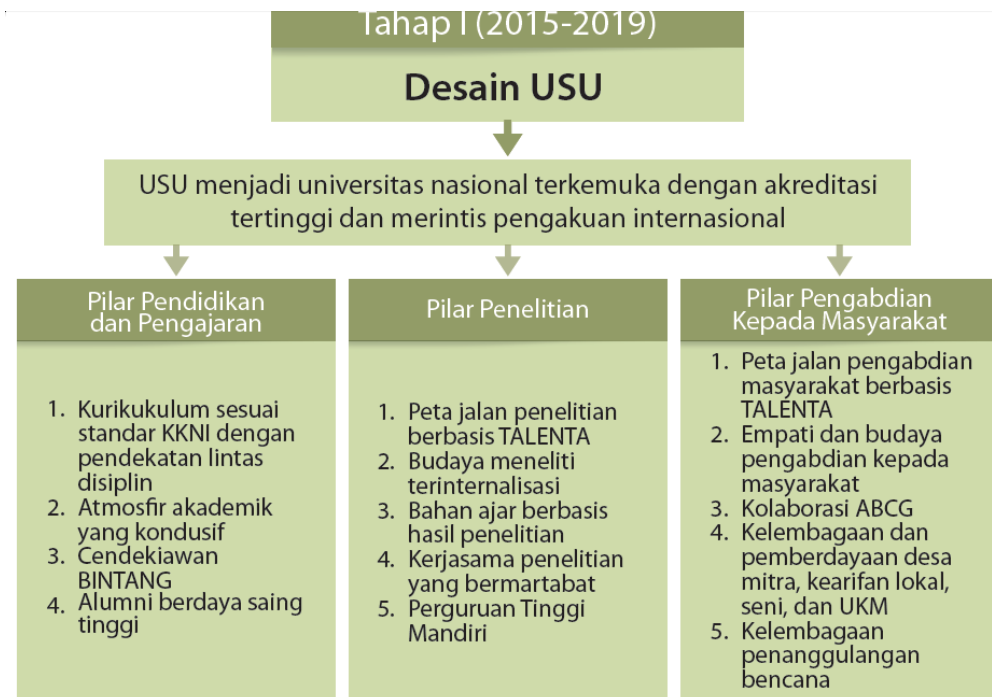 Tahap I (2015-2019)
Desain USU
USU menjadi universitas nasional terkemuka dengan akreditasi
tertinggi dan merintis pengakuan internasional
Pilar Pendidikan
dan Pengajaran
1. Kurikukulum sesuai
standar KKNI dengan
pendekatan lintas
disiplin
2. Atmosfir akademik
yang kondusif
3. Cendekiawan
BINTANG
4. Alumni berdaya saing
tinggi
Pilar Penelitian
1. Peta jalan penelitian
berbasis TALENTA
2. Budaya meneliti
terinternalisasi
3. Bahan ajar berbasis
hasil penelitian
4. Kerjasama penelitian
yang bermartabat
5. Perguruan Tinggi
Mandiri
Pilar Pengabdian
Kepada Masyarakat
1. Peta jalan pengabdian
masyarakat berbasis
TALENTA
2. Empati dan budaya
pengabdian kepada
masyarakat
3. Kolaborasi ABCG
4. Kelembagaan dan
pemberdayaan desa
mitra, kearifan lokal,
seni, dan UKM
5. Kelembagaan
penanggulangan
bencana